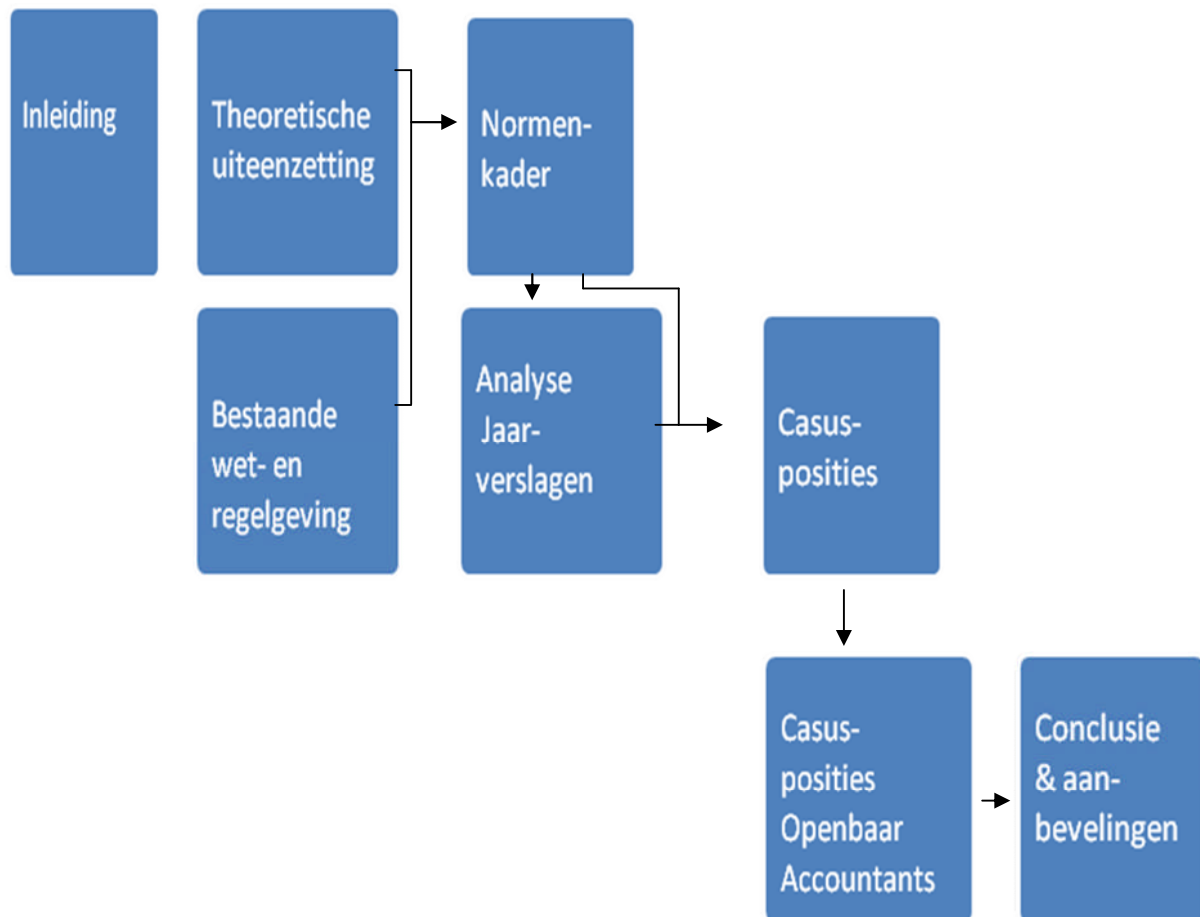 Inleiding
Theoretische
uiteenzetting
Normen-
kader
Bestaande
wet- en
regelgeving
Analyse
Jaar-
verslagen
Casus-
posities
Casus-
posities
Openbaar
Accountants
Conclusie
& aan-
bevelingen